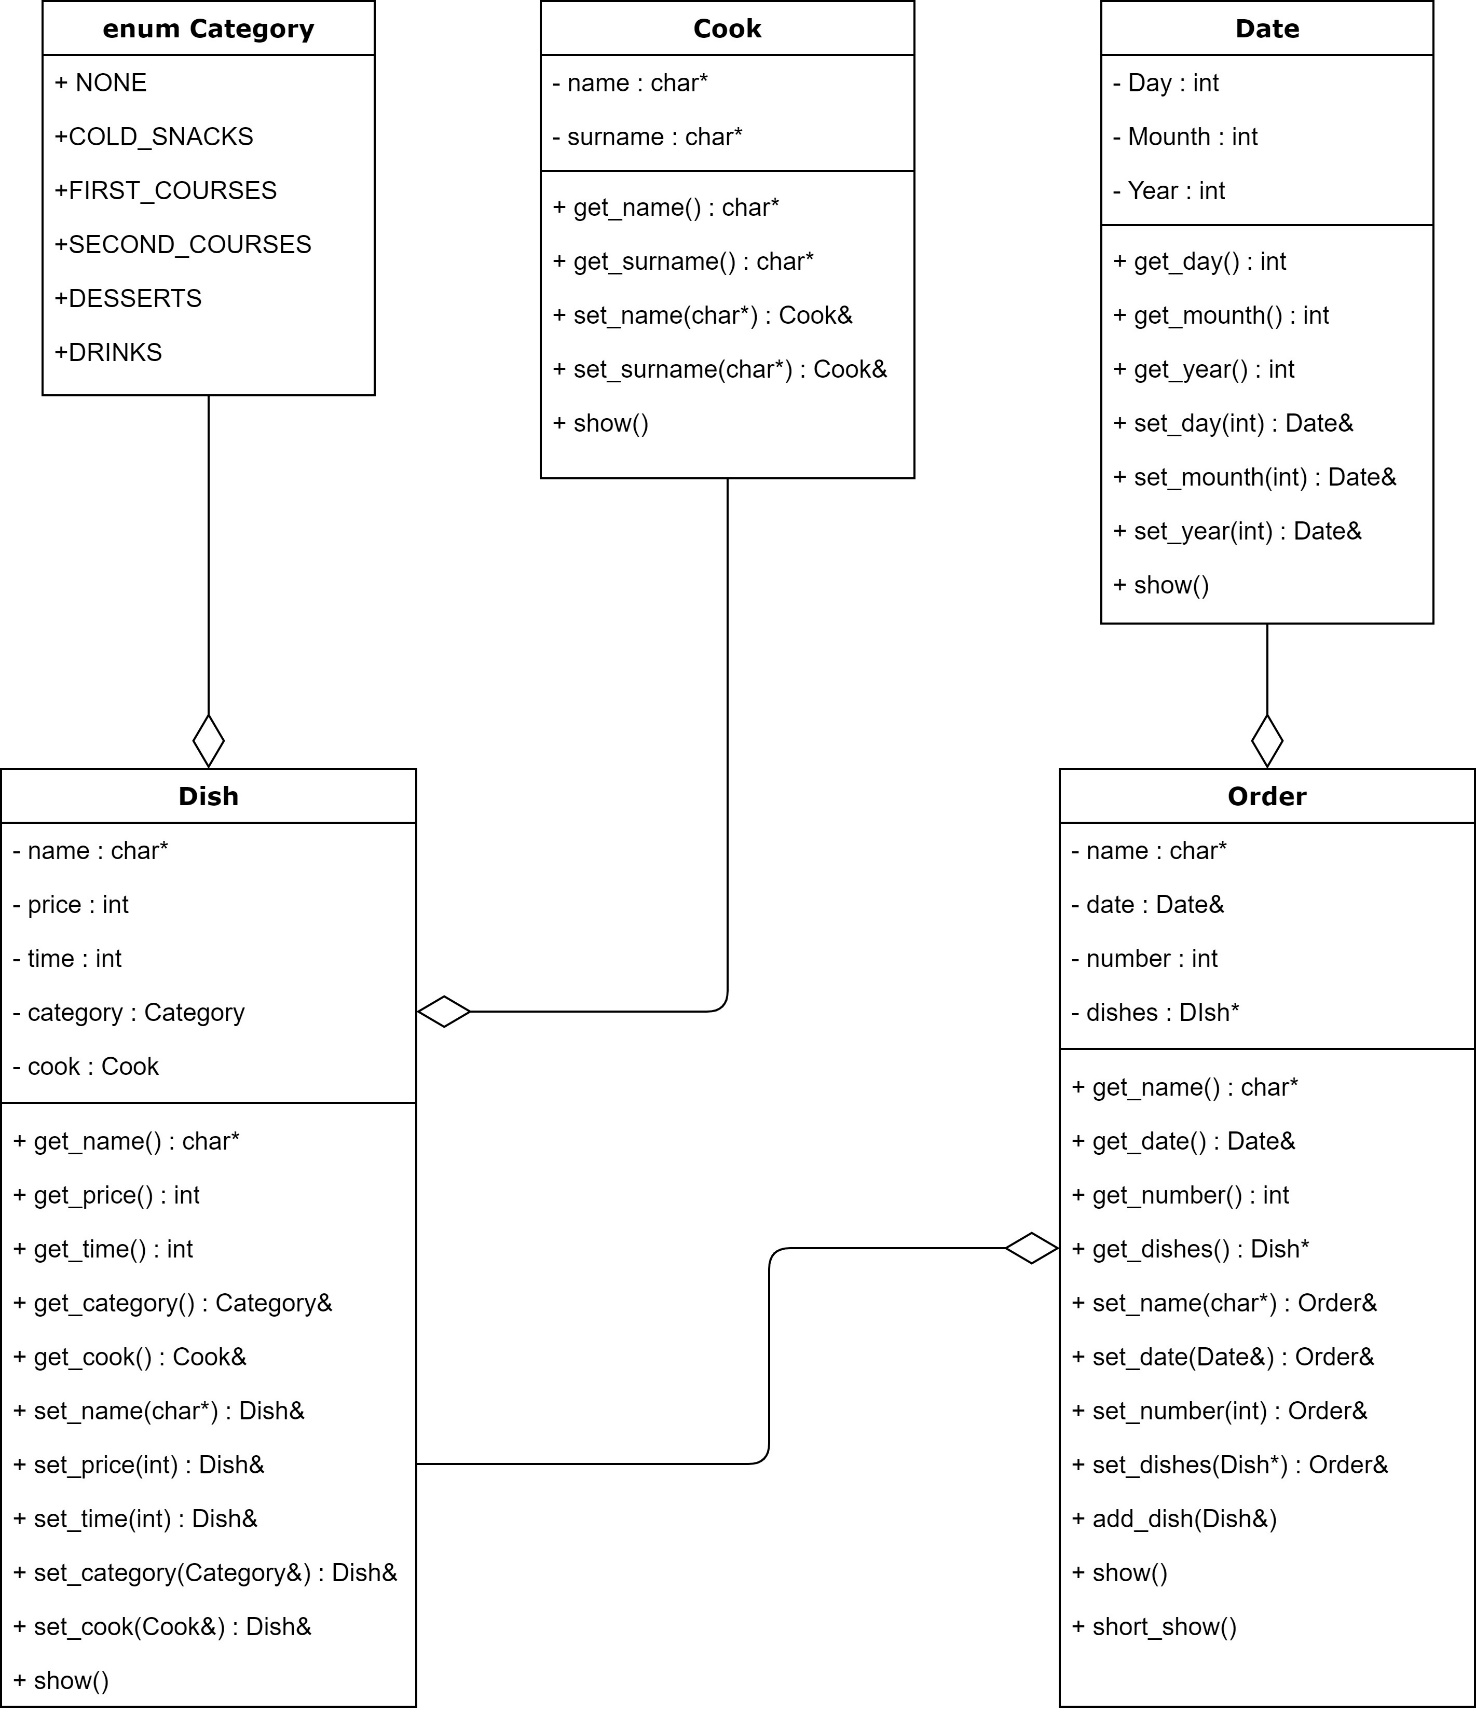 enum Category
+ NONE
+COLD_SNACKS
+FIRST_COURSES
+SECOND_COURSES
+DESSERTS
+DRINKS
Cook
- name : char*
- surname : char*
+ get_name() : char*
+ get_surname() : char*
+ set_name(char*) : Cook&
+ set_surname(char*) : Cook&
+ show()
Date
- Day : int
- Mounth : int
- Year : int
+ get_day() : int
+ get_mounth() : int
+ get_year() : int
+ set_day(int) : Date&
+ set_mounth(int) : Date&
+ set_year(int) : Date&
+ show()
Dish
- name : char*
- price : int
- time : int
- category : Category
- cook : Cook
+ get_name() : char*
+ get_price() : int
+ get_time() : int
+ get_category() : Category&
+ get_cook() : Cook&
+ set_name(char*) : Dish&
+ set_price(int) : Dish&
+ set_time(int) : Dish&
+ set_category(Category&) : Dish&
+ set_cook(Cook&) : Dish&
+ show()
Order
- name : char*
- date : Date&
- number : int
- dishes : DIsh*
+ get_name() : char*
+ get_date() : Date&
+ get_number() : int
+ get_dishes() : Dish*
+ set_name(char*) : Order&
+ set_date(Date&) : Order&
+ set_number(int) : Order&
+ set_dishes(Dish*) : Order&
+ add_dish(Dish&)
+ show()
+ short_show()